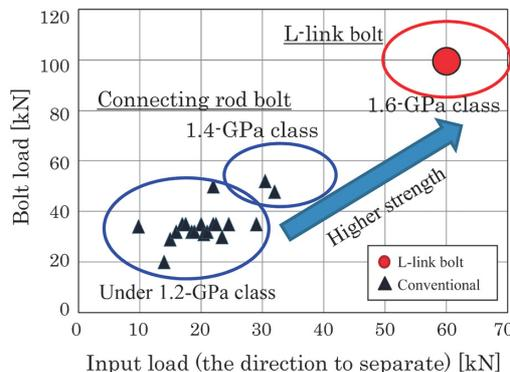 120
100
80
60
40
20
0
Bolt load [kN]
L-link bolt
1.6-GPa class
Connecting rod bolt
1.4-GPa class
Higher strength
Under 1.2-GPa class
L-link bolt
Conventional
0 10 20 30 40 50 60 70
Input load (the direction to separate) [kN]